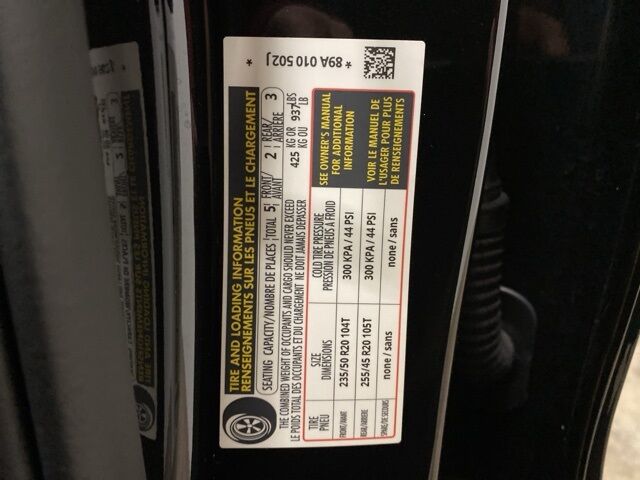 TIRE AND LOADING INFORMATION
RENSEIGNEMENTS SUR LES PNEUS ET LE CHARGEMENT
SEATING CAPACITY/NOMBRE DE PLACES TOTAL 5 FRONT/AVANT 2 REAR/ARRIÈRE 3
THE COMBINED WEIGHT OF OCCUPANTS AND CARGO SHOULD NEVER EXCEED 425 KG OR 937 LBS
LE POIDS TOTAL DES OCCUPANTS ET DU CHARGEMENT NE DOIT JAMAIS DEPASSER KG OU LB
TIRE PNEU SIZE DIMENSIONS COLD TIRE PRESSURE PRESSION DE PNEUS A FROID
FRONT/AVANT 235/50 R20 104T 300 KPA / 44 PSI
REAR/ARRIERE 255/45 R20 105T 300 KPA / 44 PSI
SPARE/DE SECOURS none / sans none / sans
SEE OWNER'S MANUAL
FOR ADDITIONAL
INFORMATION
VOIR LE MANUEL DE
L'USAGER POUR PLUS
DE RENSEIGNEMENTS
* 89A 010 502J *